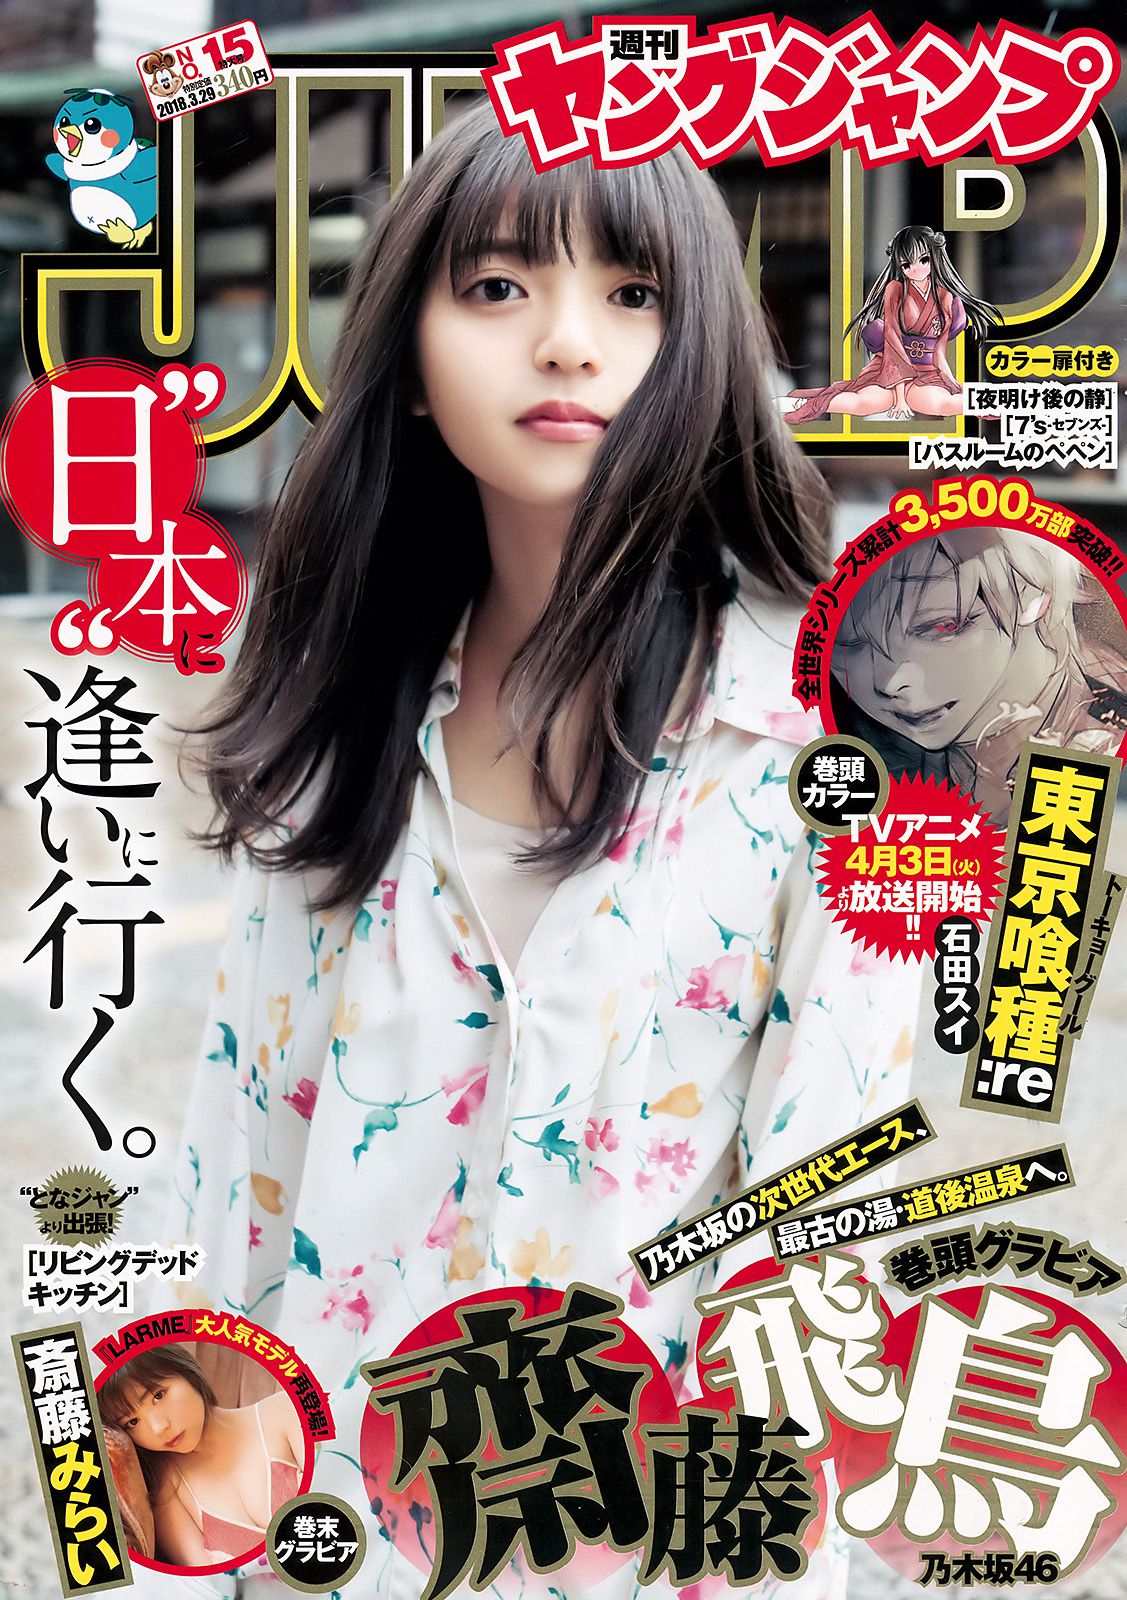 NO.15
特大号
特別定価340円
2018.3.29
週刊
ヤングジャンプ
JUMP
カラー扉付き
[夜明け後の静]
[7's-セブンズ-]
[バスルームのペペン]
”日本“に
逢いに行く。
全世界シリーズ累計3,500万部突破!!
巻頭
カラー
TVアニメ
4月3日(火)
より放送開始
!!
東京喰種:re
トーキョーグール
石田スイ
“となジャン”
より出張!
[リビングデッド
キッチン]
乃木坂の次世代エース、
最古の湯・道後温泉へ。
巻頭グラビア
齋藤飛鳥
乃木坂46
『LARME』大人気モデル再登場!
斎藤みらい
巻末
グラビア